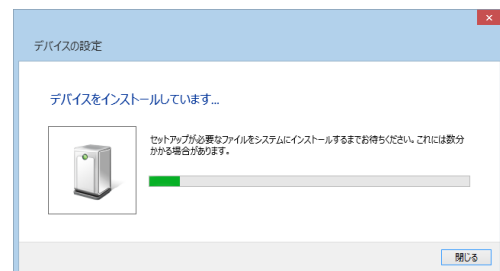 デバイスの設定
デバイスをインストールしています...
セットアップが必要なファイルをシステムにインストールするまでお待ちください。これには数分
かかる場合があります。
閉じる